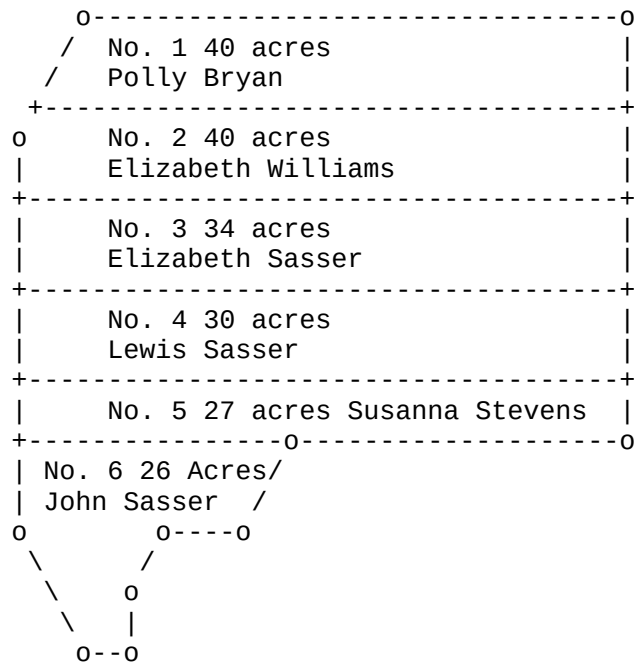 No. 1 40 acres
Polly Bryan
No. 2 40 acres
Elizabeth Williams
No. 3 34 acres
Elizabeth Sasser
No. 4 30 acres
Lewis Sasser
No. 5 27 acres Susanna Stevens
No. 6 26 Acres
John Sasser